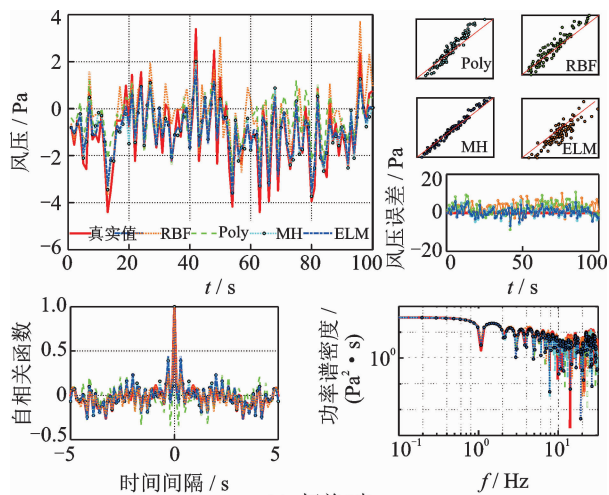 4
2
0
−2
−4
−6
风压 / Pa
真实值 RBF Poly MH ELM
0 20 40 60 80 100
t / s
Poly
RBF
MH
ELM
20
0
−20
风压误差 / Pa
0 50 100
t / s
1.0
0.5
0
−0.5
自相关函数
−5 0 5
时间间隔 / s
功率谱密度 /
(Pa²·s)
10⁰
10⁻¹ 10⁰ 10¹
f / Hz